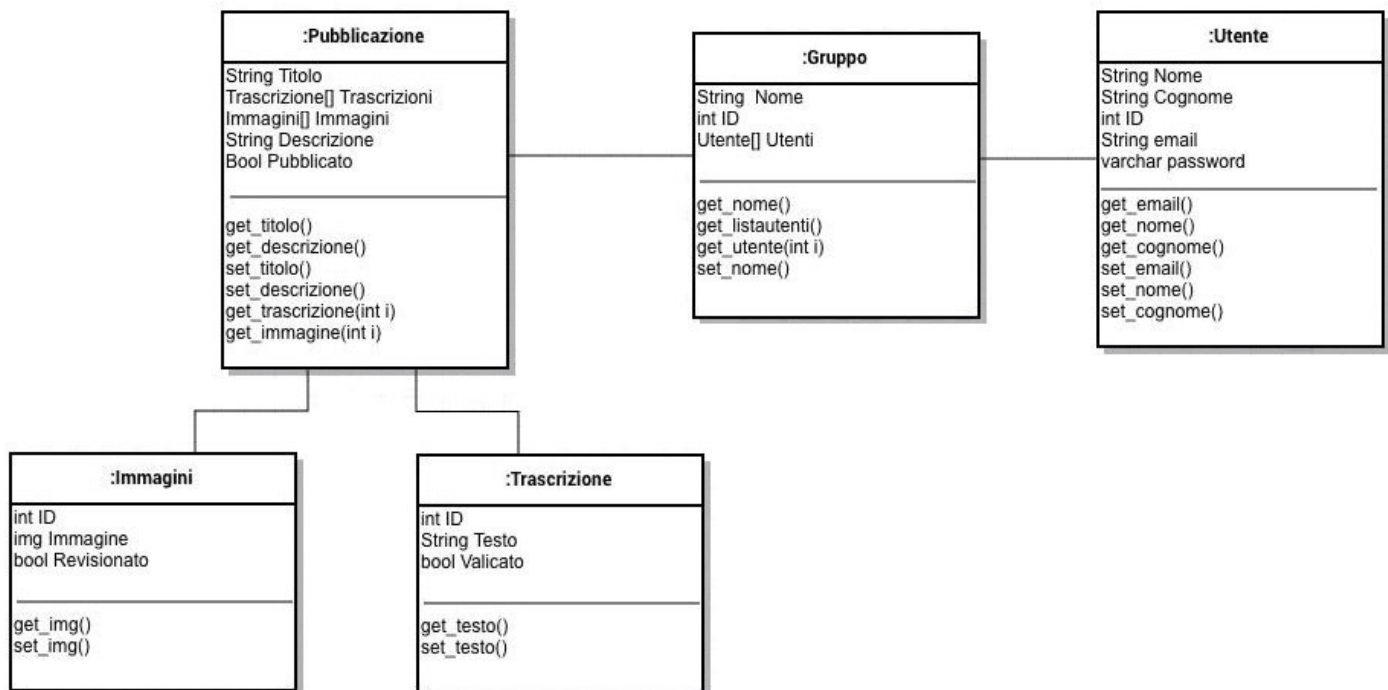 :Pubblicazione
String Titolo
Trascrizione[] Trascrizioni
Immagini[] Immagini
String Descrizione
Bool Pubblicato
get_titolo()
get_descrizione()
set_titolo()
set_descrizione()
get_trascrizione(int i)
get_immagine(int i)
:Gruppo
String Nome
int ID
Utente[] Utenti
get_nome()
get_listautenti()
get_utente(int i)
set_nome()
:Utente
String Nome
String Cognome
int ID
String email
varchar password
get_email()
get_nome()
get_cognome()
set_email()
set_nome()
set_cognome()
:Immagini
int ID
img Immagine
bool Revisionato
get_img()
set_img()
:Trascrizione
int ID
String Testo
bool Valicato
get_testo()
set_testo()